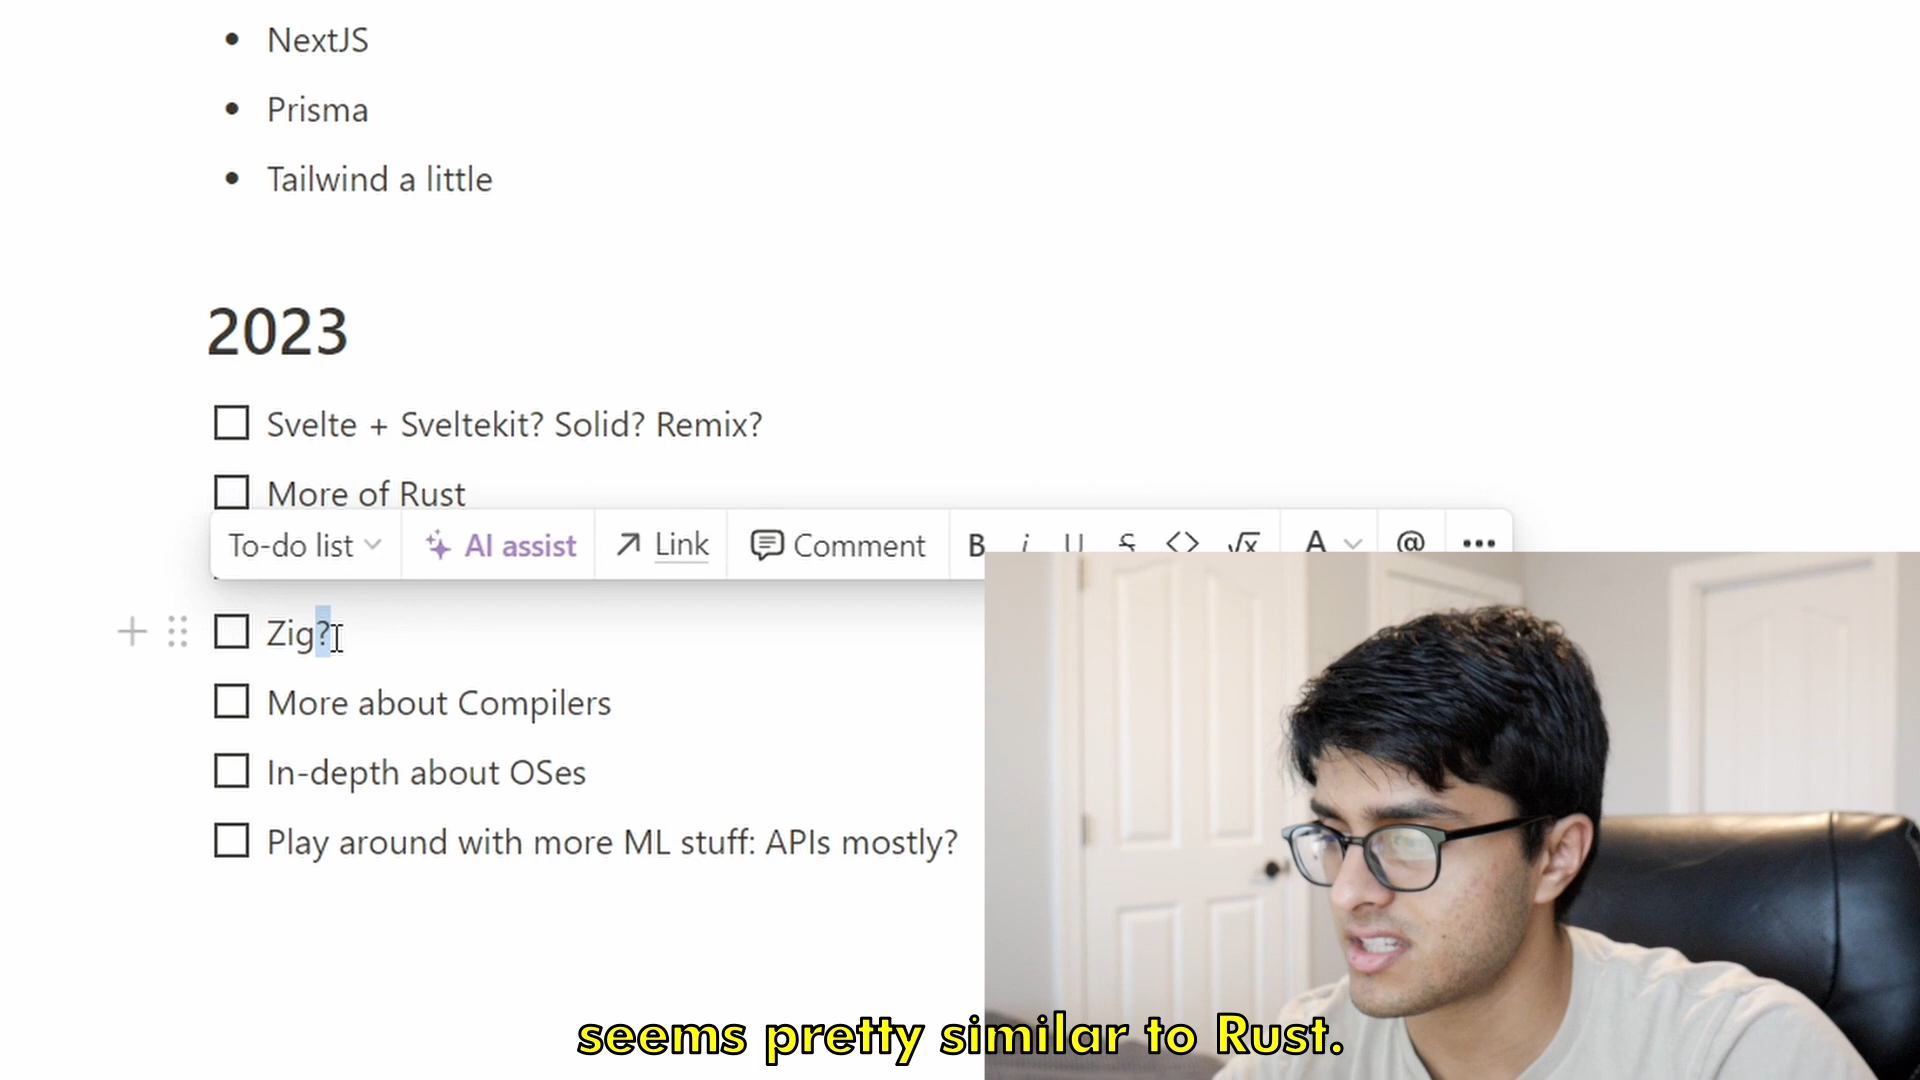 NextJS
Prisma
Tailwind a little
2023
Svelte + Sveltekit? Solid? Remix?
More of Rust
To-do list AI assist Link Comment B i U S <> √x A @ •••
Zig?
More about Compilers
In-depth about OSes
Play around with more ML stuff: APIs mostly?
seems pretty similar to Rust.